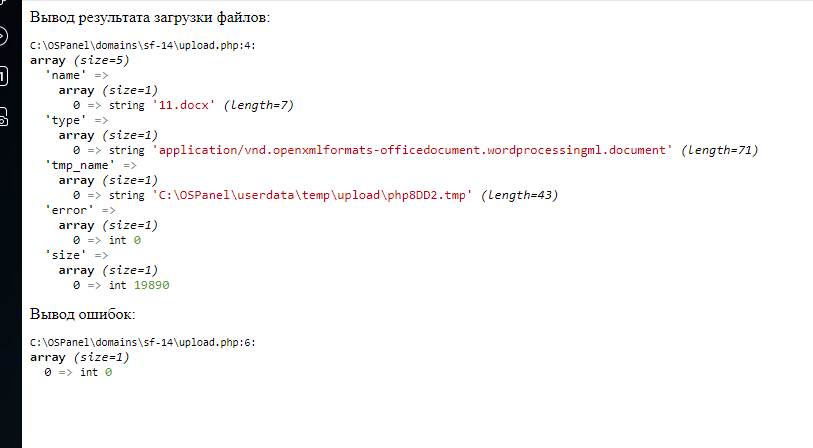 Вывод результата загрузки файлов:
C:\OSPanel\domains\sf-14\upload.php:4:
array (size=5)
'name' =>
array (size=1)
0 => string '11.docx' (length=7)
'type' =>
array (size=1)
0 => string 'application/vnd.openxmlformats-officedocument.wordprocessingml.document' (length=71)
'tmp_name' =>
array (size=1)
0 => string 'C:\OSPanel\userdata\temp\upload\php8DD2.tmp' (length=43)
'error' =>
array (size=1)
0 => int 0
'size' =>
array (size=1)
0 => int 19890
Вывод ошибок:
C:\OSPanel\domains\sf-14\upload.php:6:
array (size=1)
0 => int 0